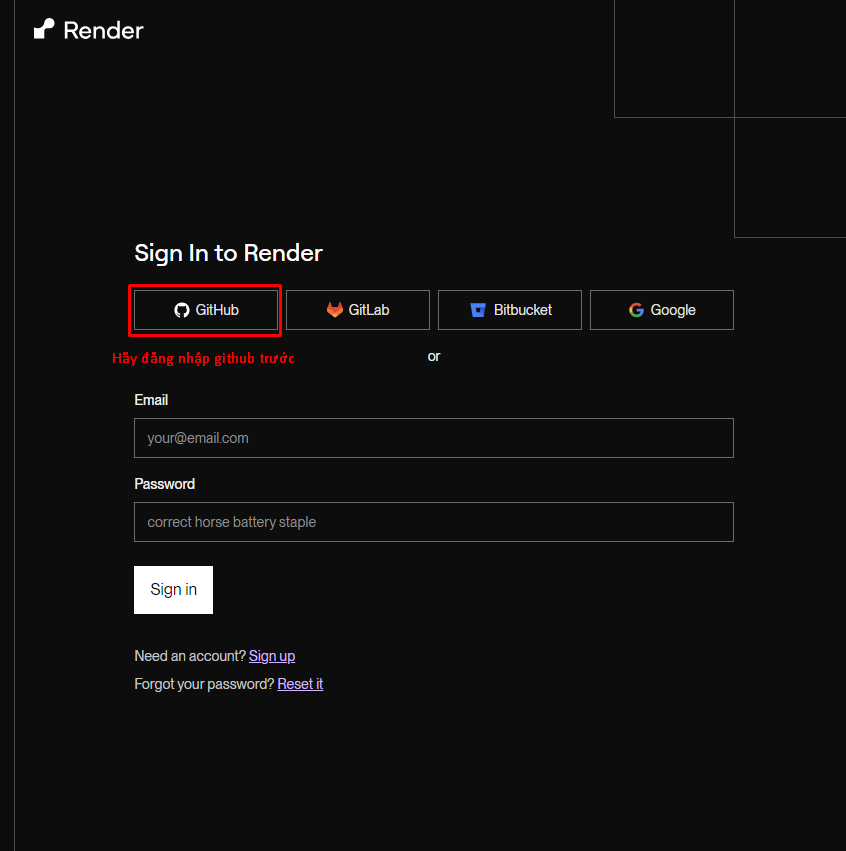 Render
Sign In to Render
GitHub GitLab Bitbucket Google
Hãy đăng nhập github trước
or
Email
your@email.com
Password
correct horse battery staple
Sign in
Need an account? Sign up
Forgot your password? Reset it